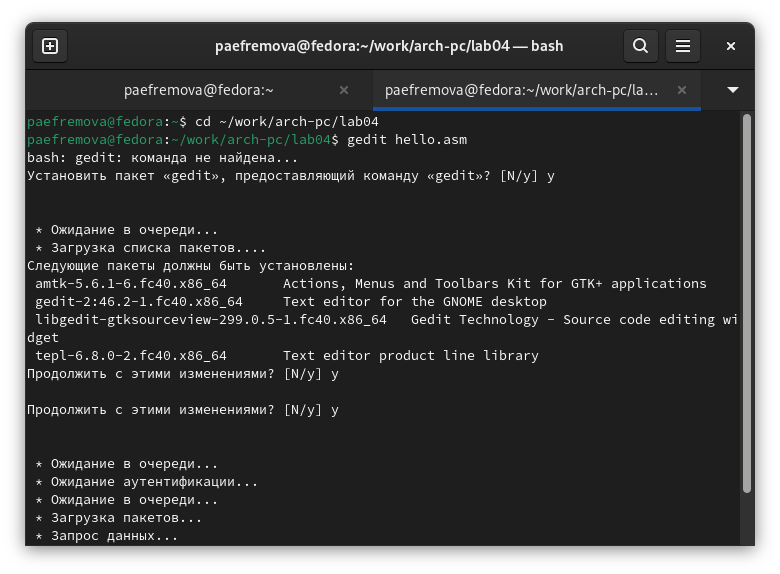 paefremova@fedora:~/work/arch-pc/lab04 — bash
paefremova@fedora:~
paefremova@fedora:~/work/arch-pc/la...
paefremova@fedora:~$ cd ~/work/arch-pc/lab04
paefremova@fedora:~/work/arch-pc/lab04$ gedit hello.asm
bash: gedit: команда не найдена...
Установить пакет «gedit», предоставляющий команду «gedit»? [N/y] y
* Ожидание в очереди...
* Загрузка списка пакетов....
Следующие пакеты должны быть установлены:
amtk-5.6.1-6.fc40.x86_64 Actions, Menus and Toolbars Kit for GTK+ applications
gedit-2:46.2-1.fc40.x86_64 Text editor for the GNOME desktop
libgedit-gtksourceview-299.0.5-1.fc40.x86_64 Gedit Technology - Source code editing wi
dget
tepl-6.8.0-2.fc40.x86_64 Text editor product line library
Продолжить с этими изменениями? [N/y] y
Продолжить с этими изменениями? [N/y] y
* Ожидание в очереди...
* Ожидание аутентификации...
* Ожидание в очереди...
* Загрузка пакетов...
* Запрос данных...